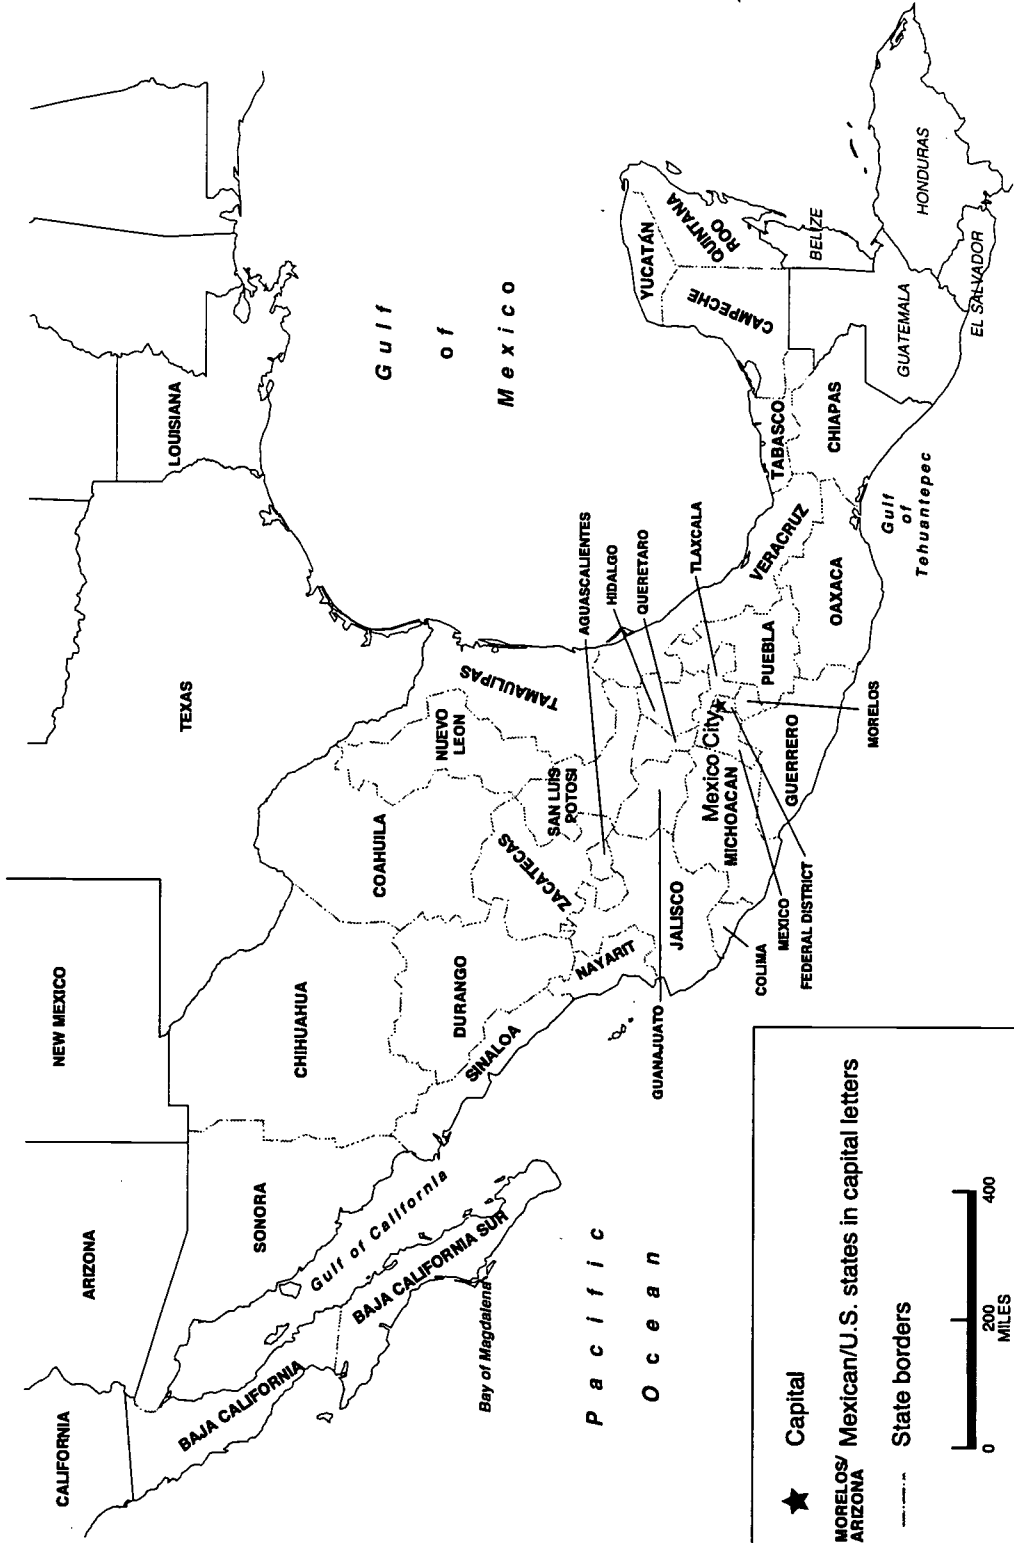 CALIFORNIA
ARIZONA
NEW MEXICO
TEXAS
LOUISIANA
BAJA CALIFORNIA
SONORA
CHIHUAHUA
COAHUILA
NUEVO
LEON
TAMAULIPAS
Gulf of California
BAJA CALIFORNIA SUR
Bay of Magdalena
SINALOA
DURANGO
ZACATECAS
SAN LUIS
POTOSI
Gulf
of
Mexico
Pacific
Ocean
NAYARIT
AGUASCALIENTES
HIDALGO
QUERETARO
TLAXCALA
GUANAJUATO
JALISCO
MICHOACAN
Mexico City
COLIMA
MEXICO
FEDERAL DISTRICT
GUERRERO
MORELOS
PUEBLA
VERACRUZ
OAXACA
TABASCO
CHIAPAS
YUCATÁN
CAMPECHE
QUINTANA
ROO
BELIZE
GUATEMALA
HONDURAS
EL SALVADOR
Gulf
of
Tehuantepec
Capital
MORELOS/
ARIZONA
Mexican/U.S. states in capital letters
State borders
0
200
400
MILES